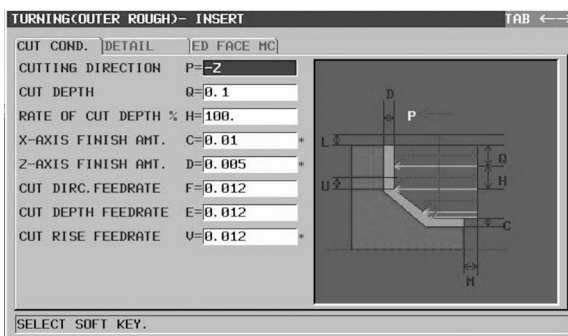 TURNING(OUTER ROUGH)- INSERT TAB ←→
CUT COND. DETAIL ED FACE MC
CUTTING DIRECTION P=-Z
CUT DEPTH Q=0.1
RATE OF CUT DEPTH % H=100.
X-AXIS FINISH AMT. C=0.01 *
Z-AXIS FINISH AMT. D=0.005 *
CUT DIRC.FEEDRATE F=0.012
CUT DEPTH FEEDRATE E=0.012
CUT RISE FEEDRATE V=0.012 *
D
P
L
Q
U
H
C
M
SELECT SOFT KEY.